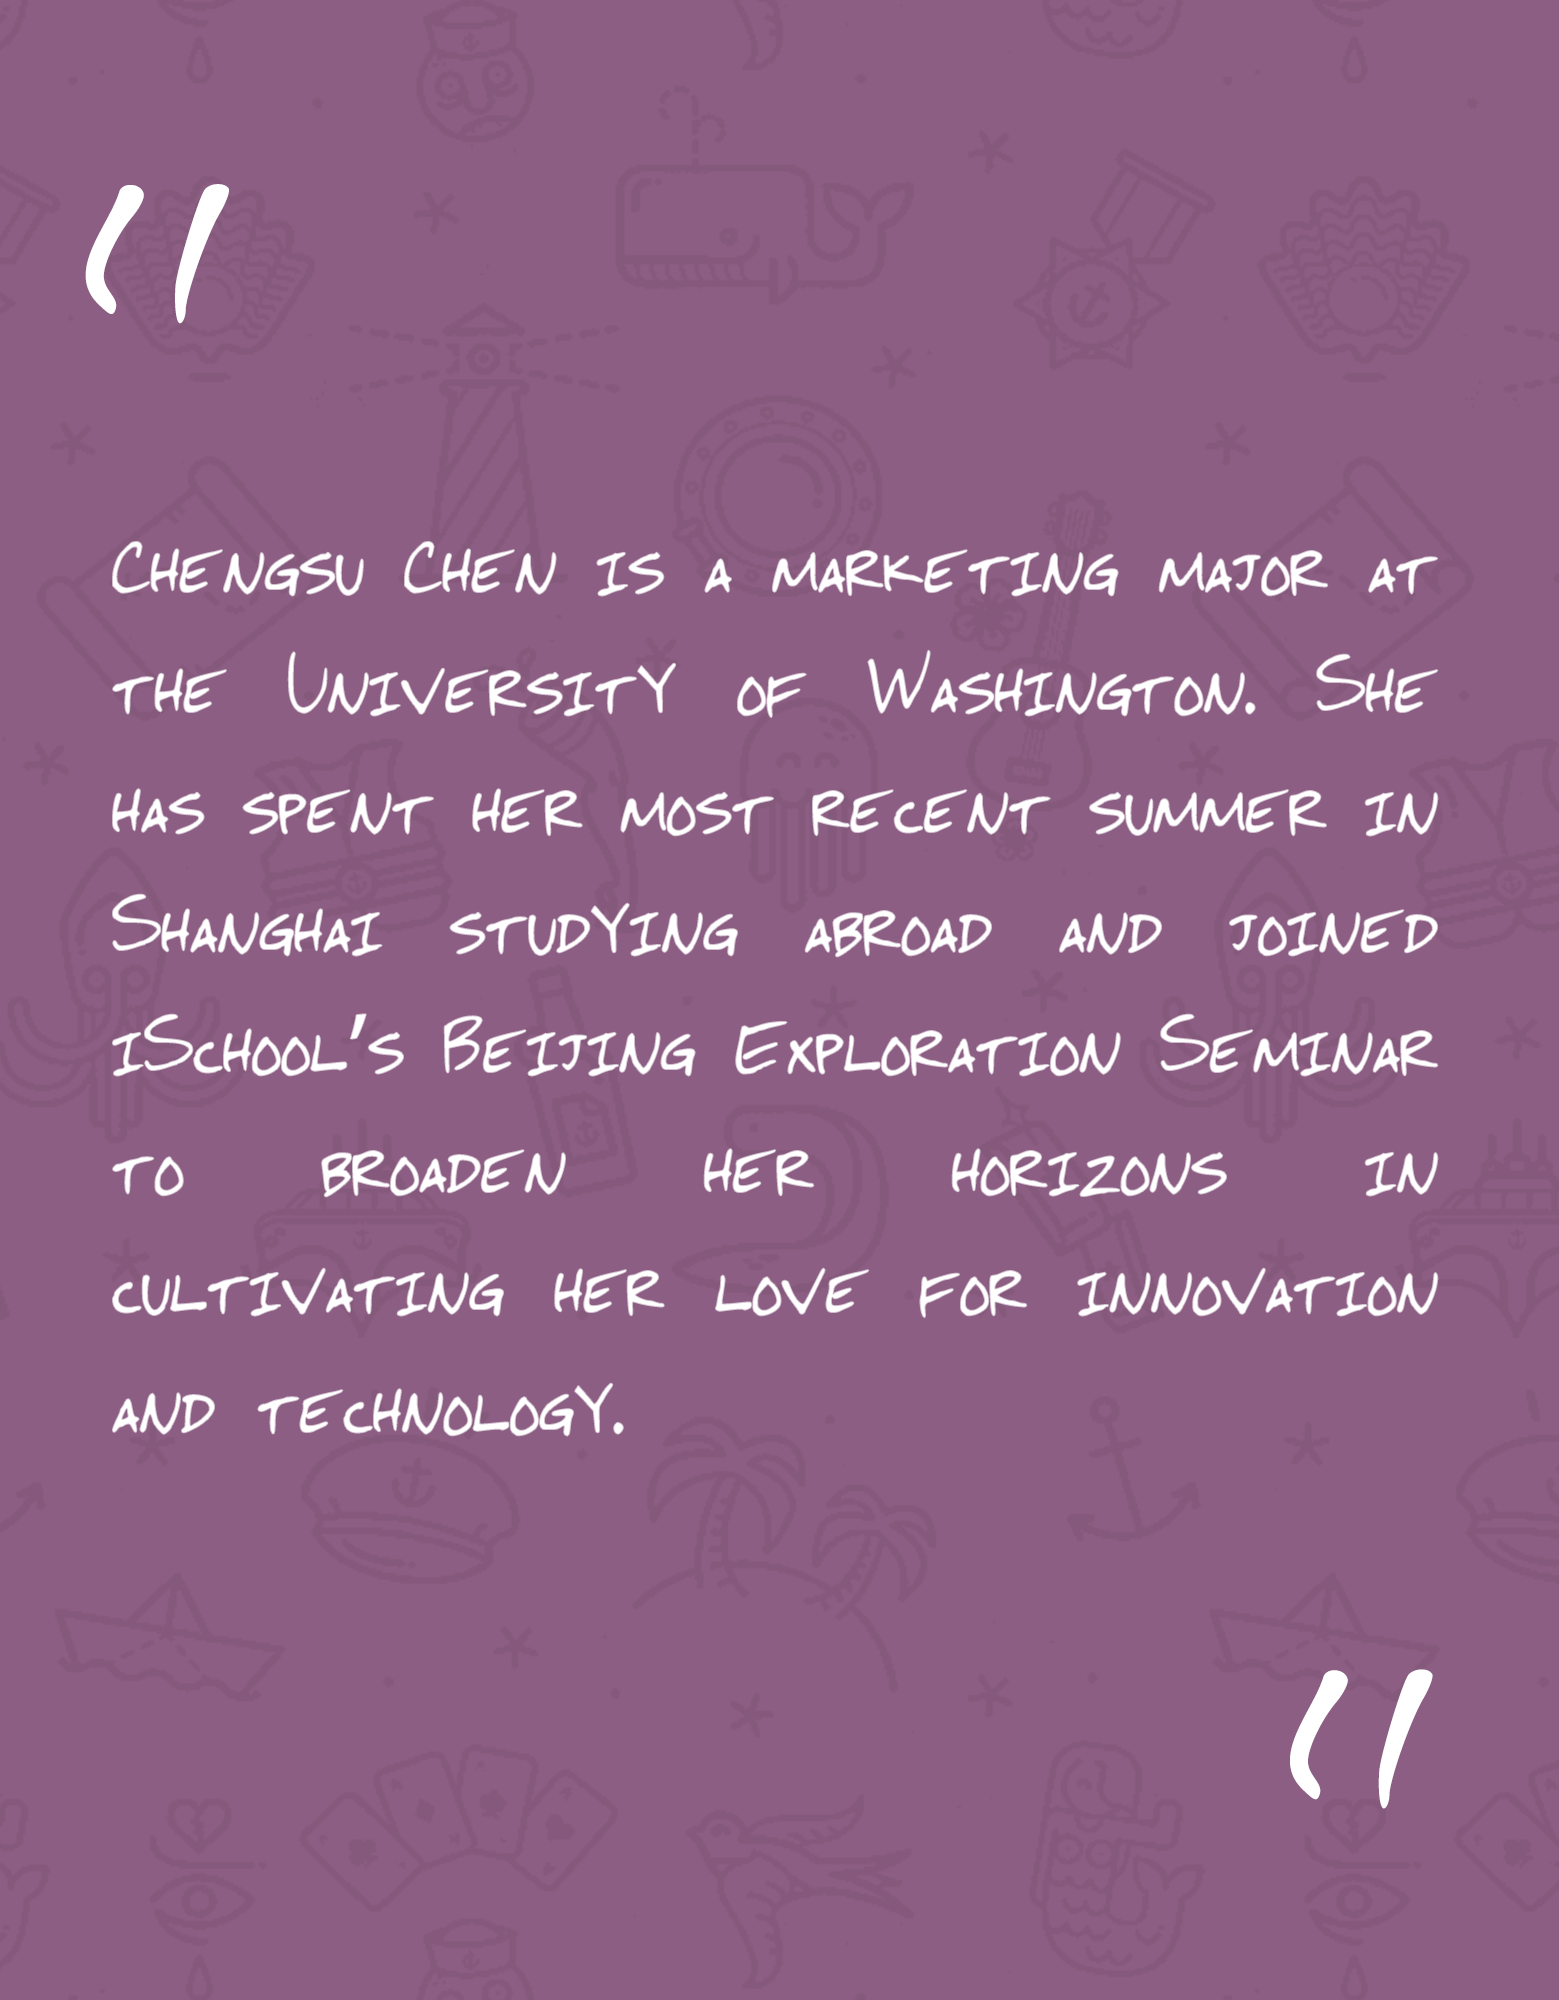 "
Chengsu Chen is a marketing major at
the University of Washington. She
has spent her most recent summer in
Shanghai studying abroad and joined
iSchool's Beijing Exploration Seminar
to broaden her horizons in
cultivating her love for innovation
and technology.
"